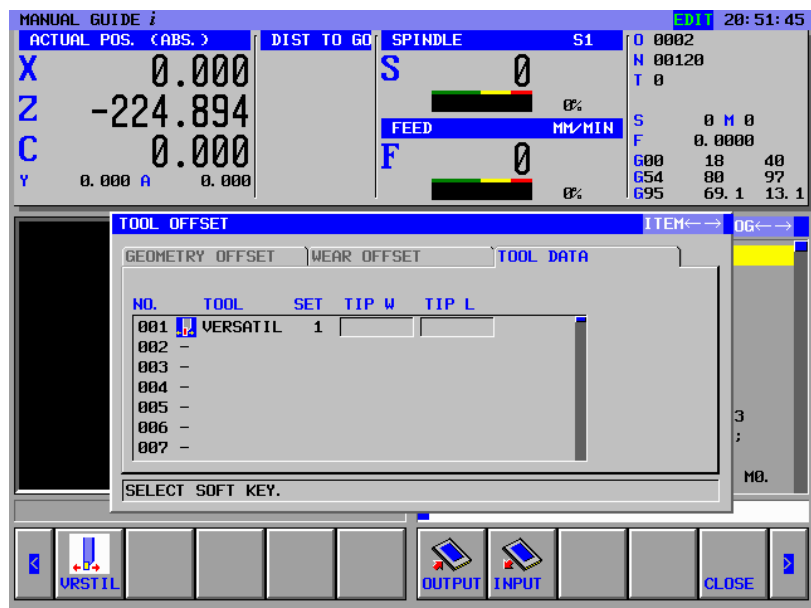 MANUAL GUIDE i EDIT 20:51:45
ACTUAL POS. (ABS.) DIST TO GO SPINDLE S1 O 0002
X 0.000 S 0 N 00120
T 0
Z -224.894 0%
FEED MM/MIN S 0 M 0
C 0.000 F 0 F 0.0000
G00 18 40
Y 0.000 A 0.000 G54 80 97
0% G95 69.1 13.1
TOOL OFFSET ITEM←→ OG←→
GEOMETRY OFFSET WEAR OFFSET TOOL DATA
NO. TOOL SET TIP W TIP L
001 VERSATIL 1
002 -
003 -
004 -
005 -
006 - 3
007 - ;
M0.
SELECT SOFT KEY.
< VRSTIL OUTPUT INPUT CLOSE >